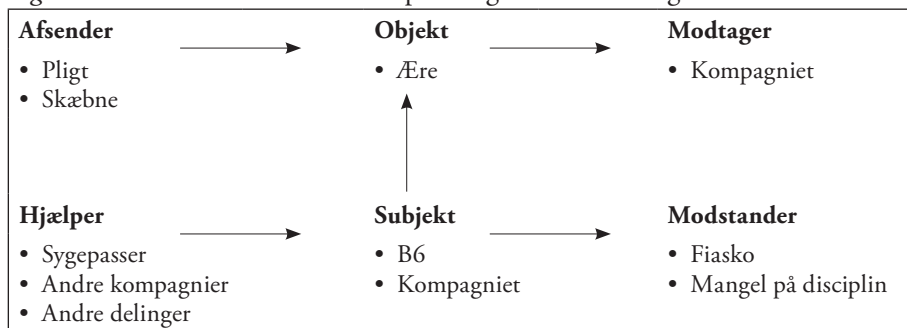 Afsender
Objekt
Modtager
• Pligt
• Ære
• Kompagniet
• Skæbne
Hjælper
Subjekt
Modstander
• Sygepasser
• B6
• Fiasko
• Andre kompagnier
• Kompagniet
• Mangel på disciplin
• Andre delinger